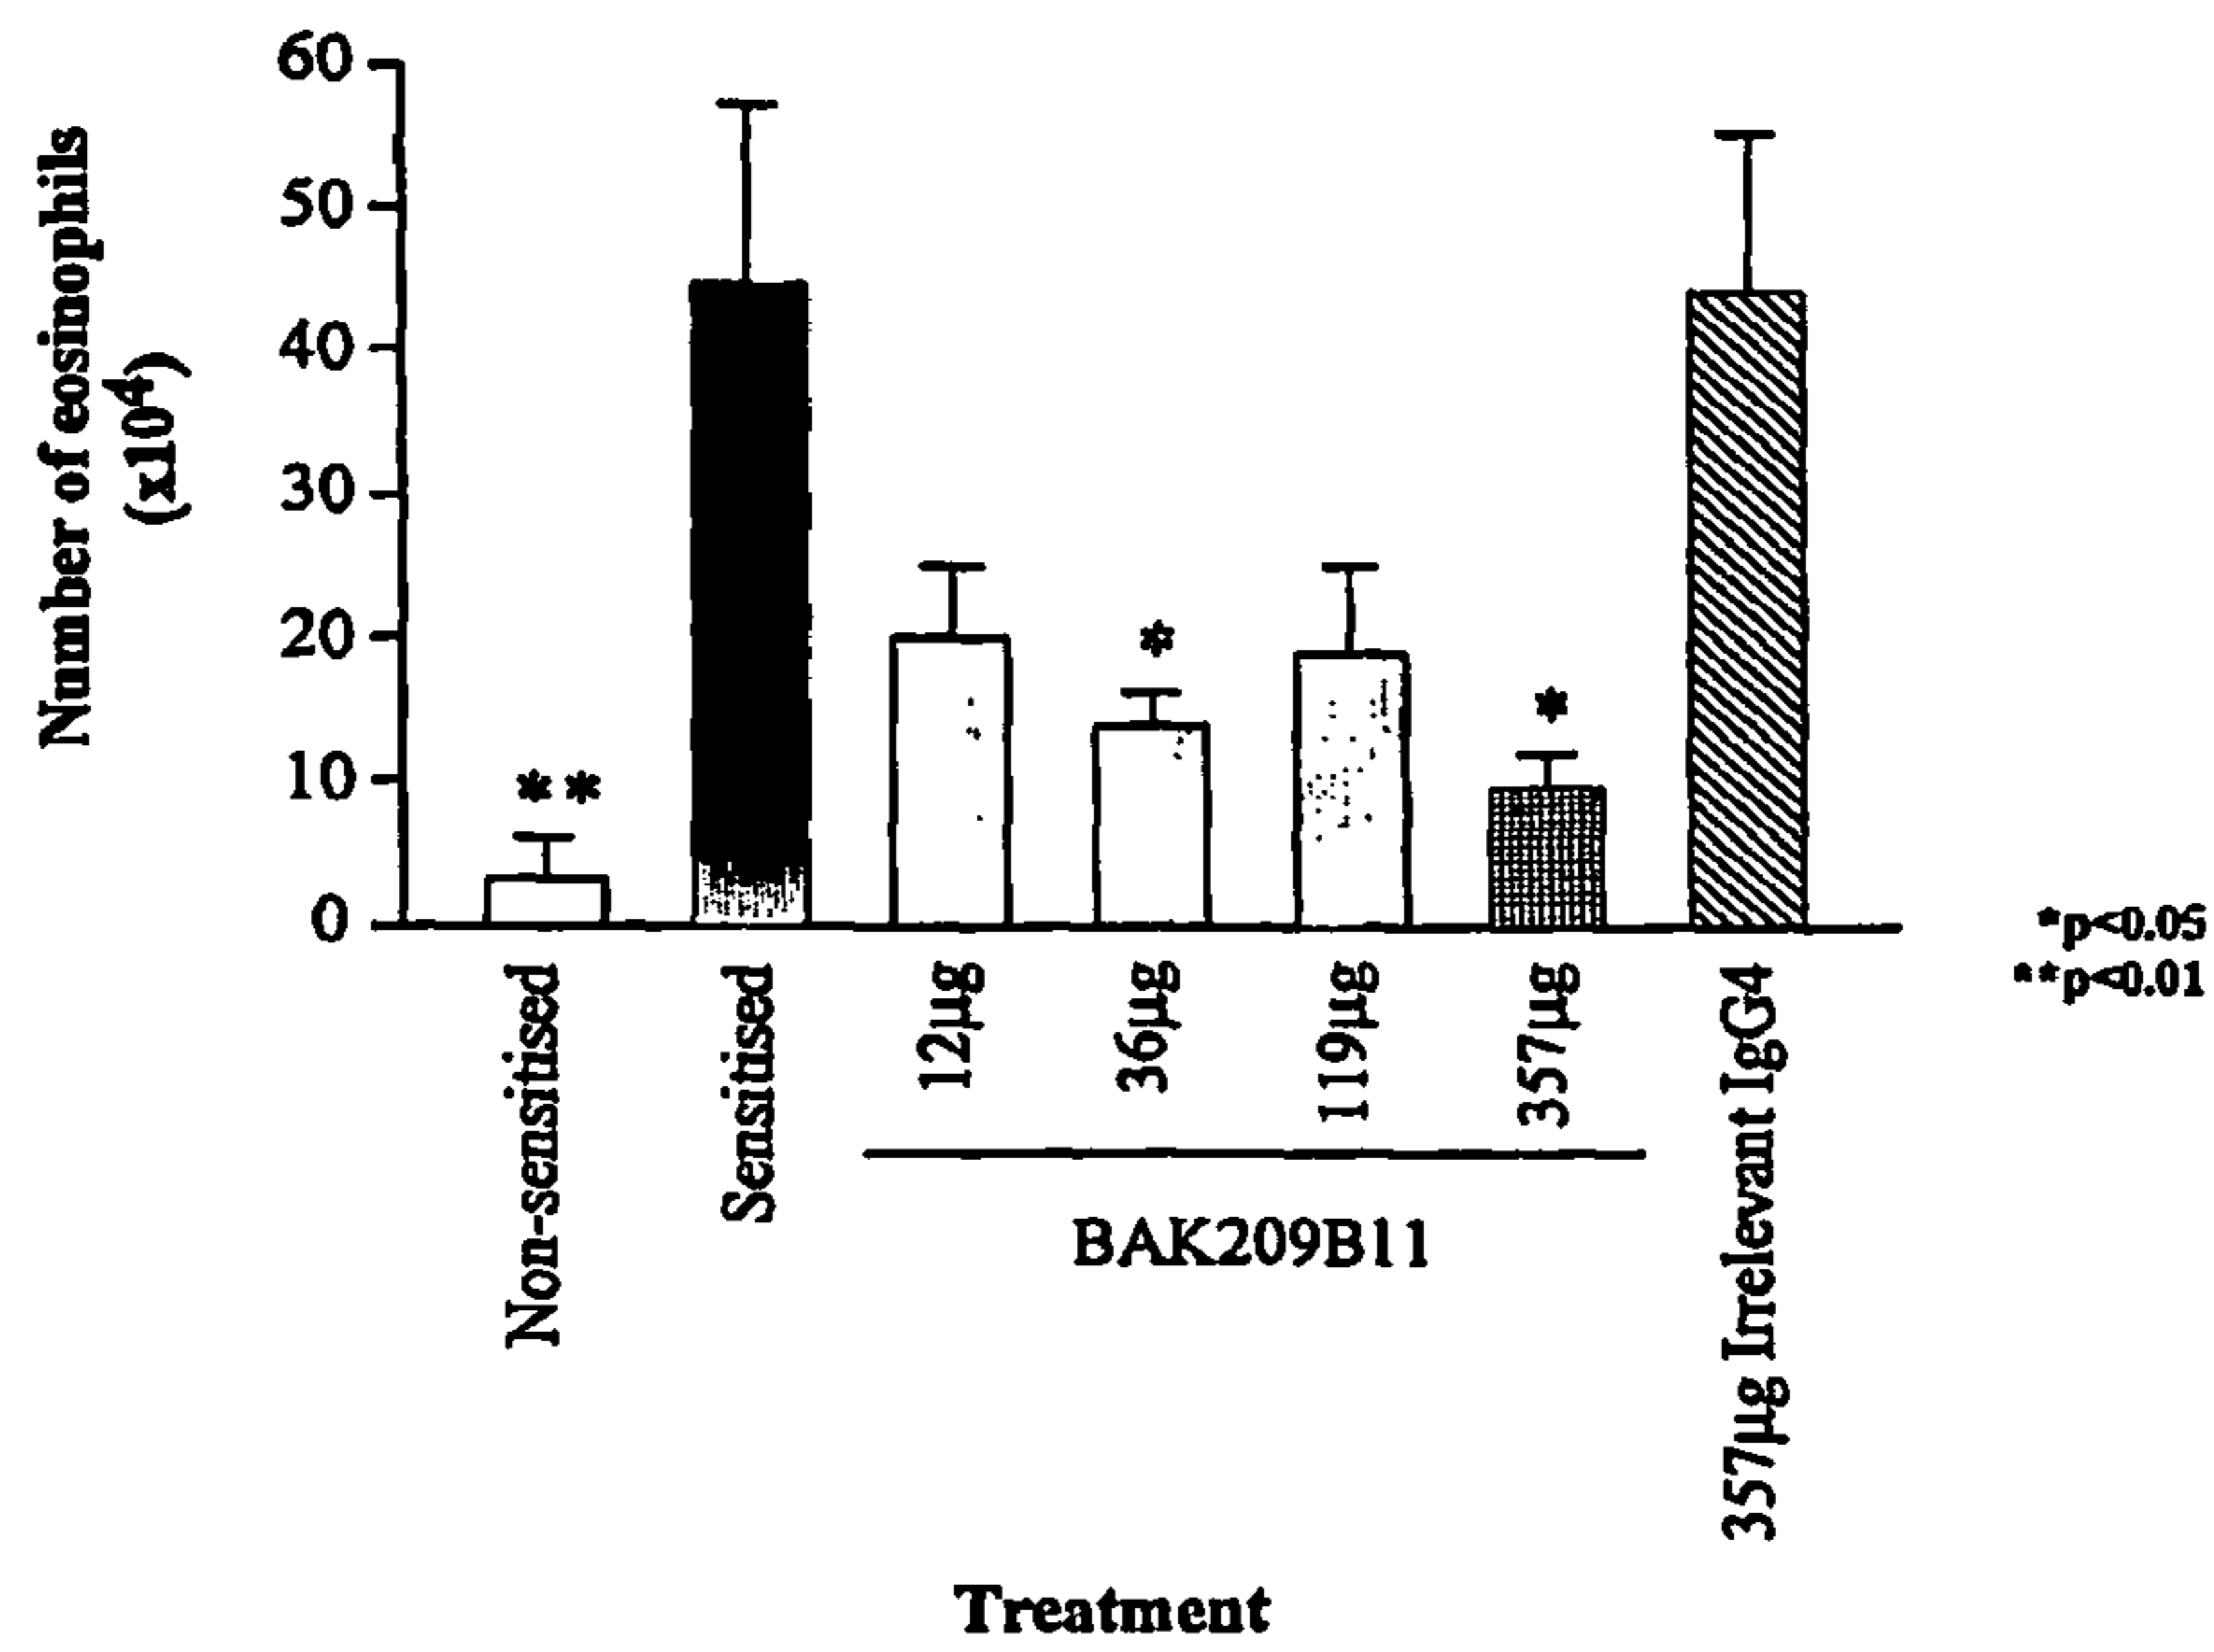 Number of eosinophils
(x10⁴)
60
50
40
30
20
10
0
**
*
*
Non-sensitised
Sensitised
12μg
36μg
119μg
357μg
357μg Irrelevant IgG4
BAK209B11
Treatment
*p<0.05
**p<0.01